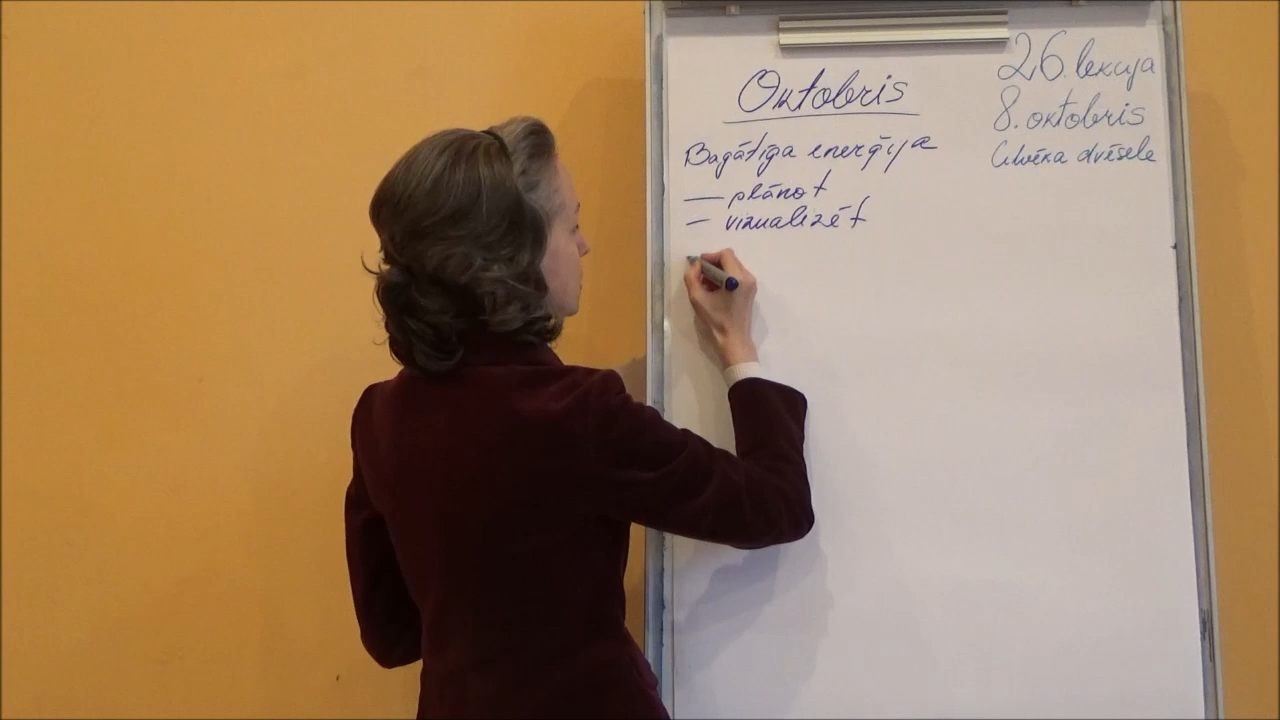 Oktobris
Bagātīga enerģija
— plānot
– vizualizēt
26. lekcija
8. oktobris
Cilvēka dvēsele